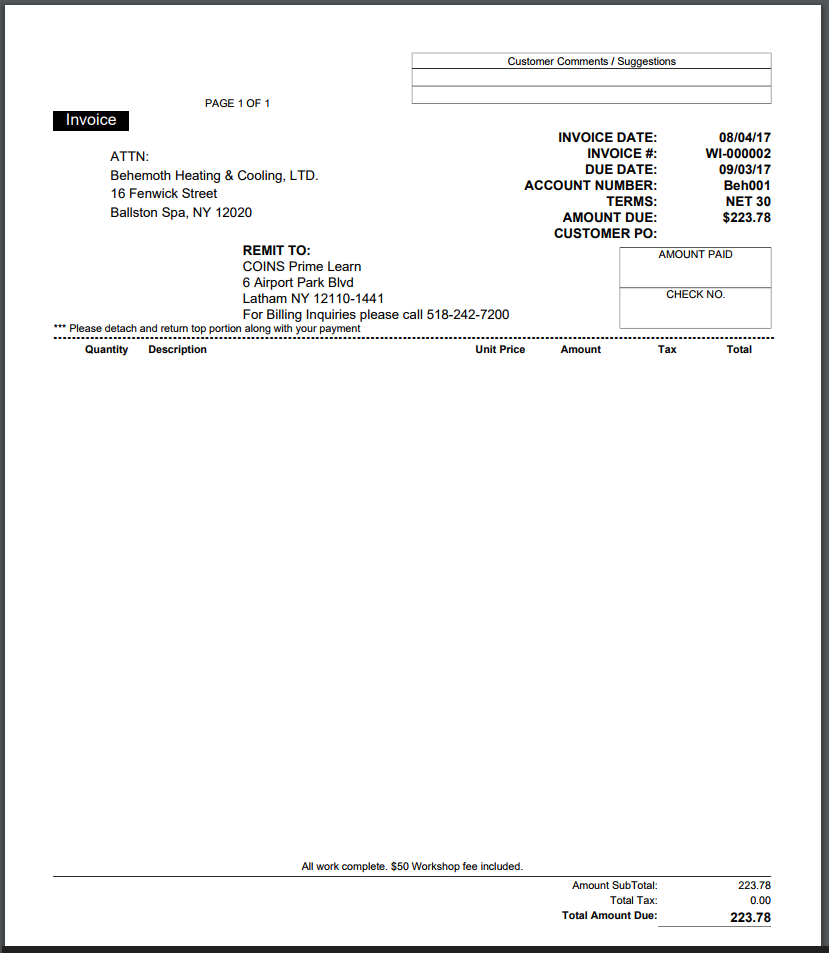 Customer Comments / Suggestions
PAGE 1 OF 1
Invoice
ATTN:
Behemoth Heating & Cooling, LTD.
16 Fenwick Street
Ballston Spa, NY 12020
INVOICE DATE: 08/04/17
INVOICE #: WI-000002
DUE DATE: 09/03/17
ACCOUNT NUMBER: Beh001
TERMS: NET 30
AMOUNT DUE: $223.78
CUSTOMER PO:
REMIT TO:
COINS Prime Learn
6 Airport Park Blvd
Latham NY 12110-1441
For Billing Inquiries please call 518-242-7200
AMOUNT PAID
CHECK NO.
*** Please detach and return top portion along with your payment
Quantity Description Unit Price Amount Tax Total
All work complete. $50 Workshop fee included.
Amount SubTotal: 223.78
Total Tax: 0.00
Total Amount Due: 223.78